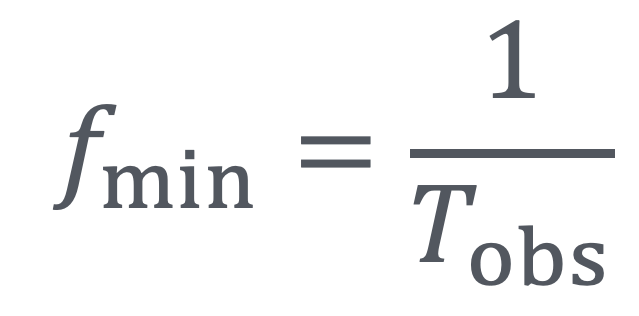 f_min = 1/T_obs